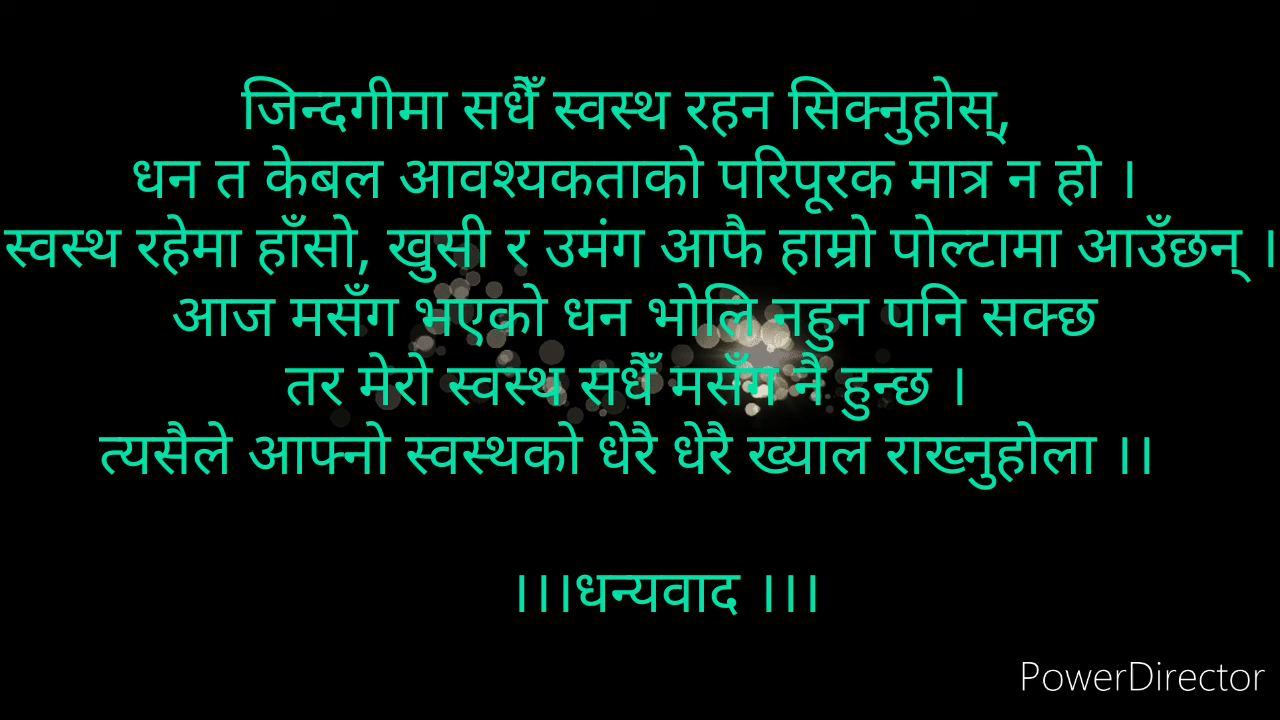 जिन्दगीमा सधैँ स्वस्थ रहन सिक्नुहोस्,
धन त केबल आवश्यकताको परिपूरक मात्र न हो ।
स्वस्थ रहेमा हाँसो, खुसी र उमंग आफै हाम्रो पोल्टामा आउँछन् ।
आज मसँग भएको धन भोलि नहुन पनि सक्छ
तर मेरो स्वस्थ सधैँ मसँग नै हुन्छ ।
त्यसैले आफ्नो स्वस्थको धेरै धेरै ख्याल राख्नुहोला ।।
।।।धन्यवाद ।।।
PowerDirector